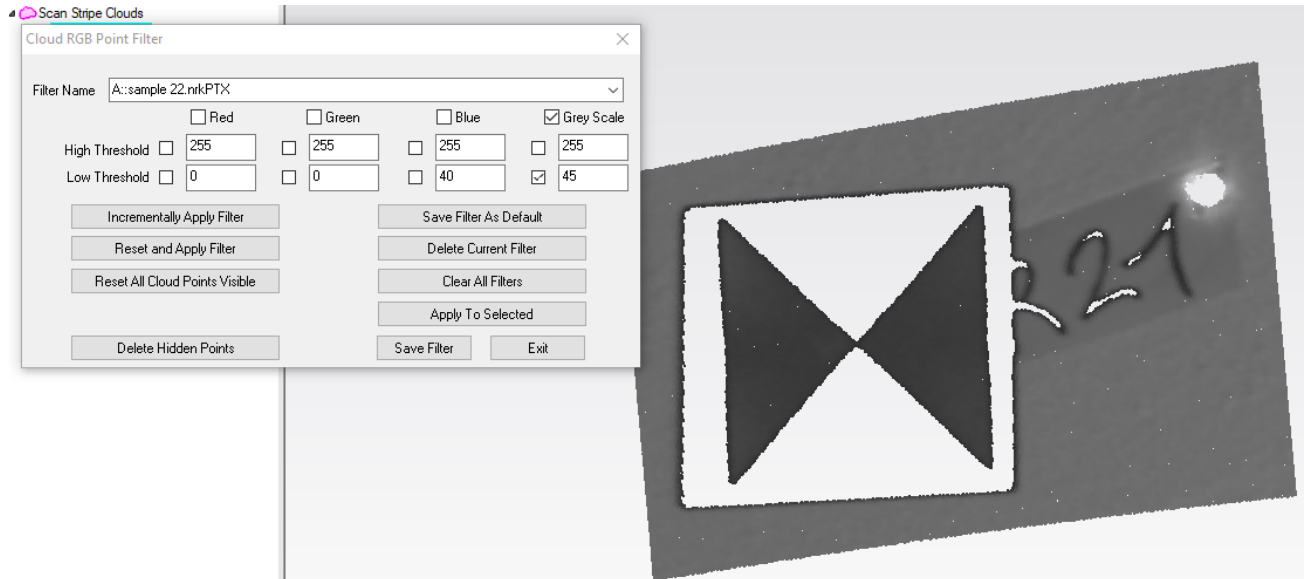 Scan Stripe Clouds
Cloud RGB Point Filter
Filter Name A::sample 22.nrkPTX
Red Green Blue Grey Scale
High Threshold 255 255 255 255
Low Threshold 0 0 40 45
Incrementally Apply Filter Save Filter As Default
Reset and Apply Filter Delete Current Filter
Reset All Cloud Points Visible Clear All Filters
Apply To Selected
Delete Hidden Points Save Filter Exit